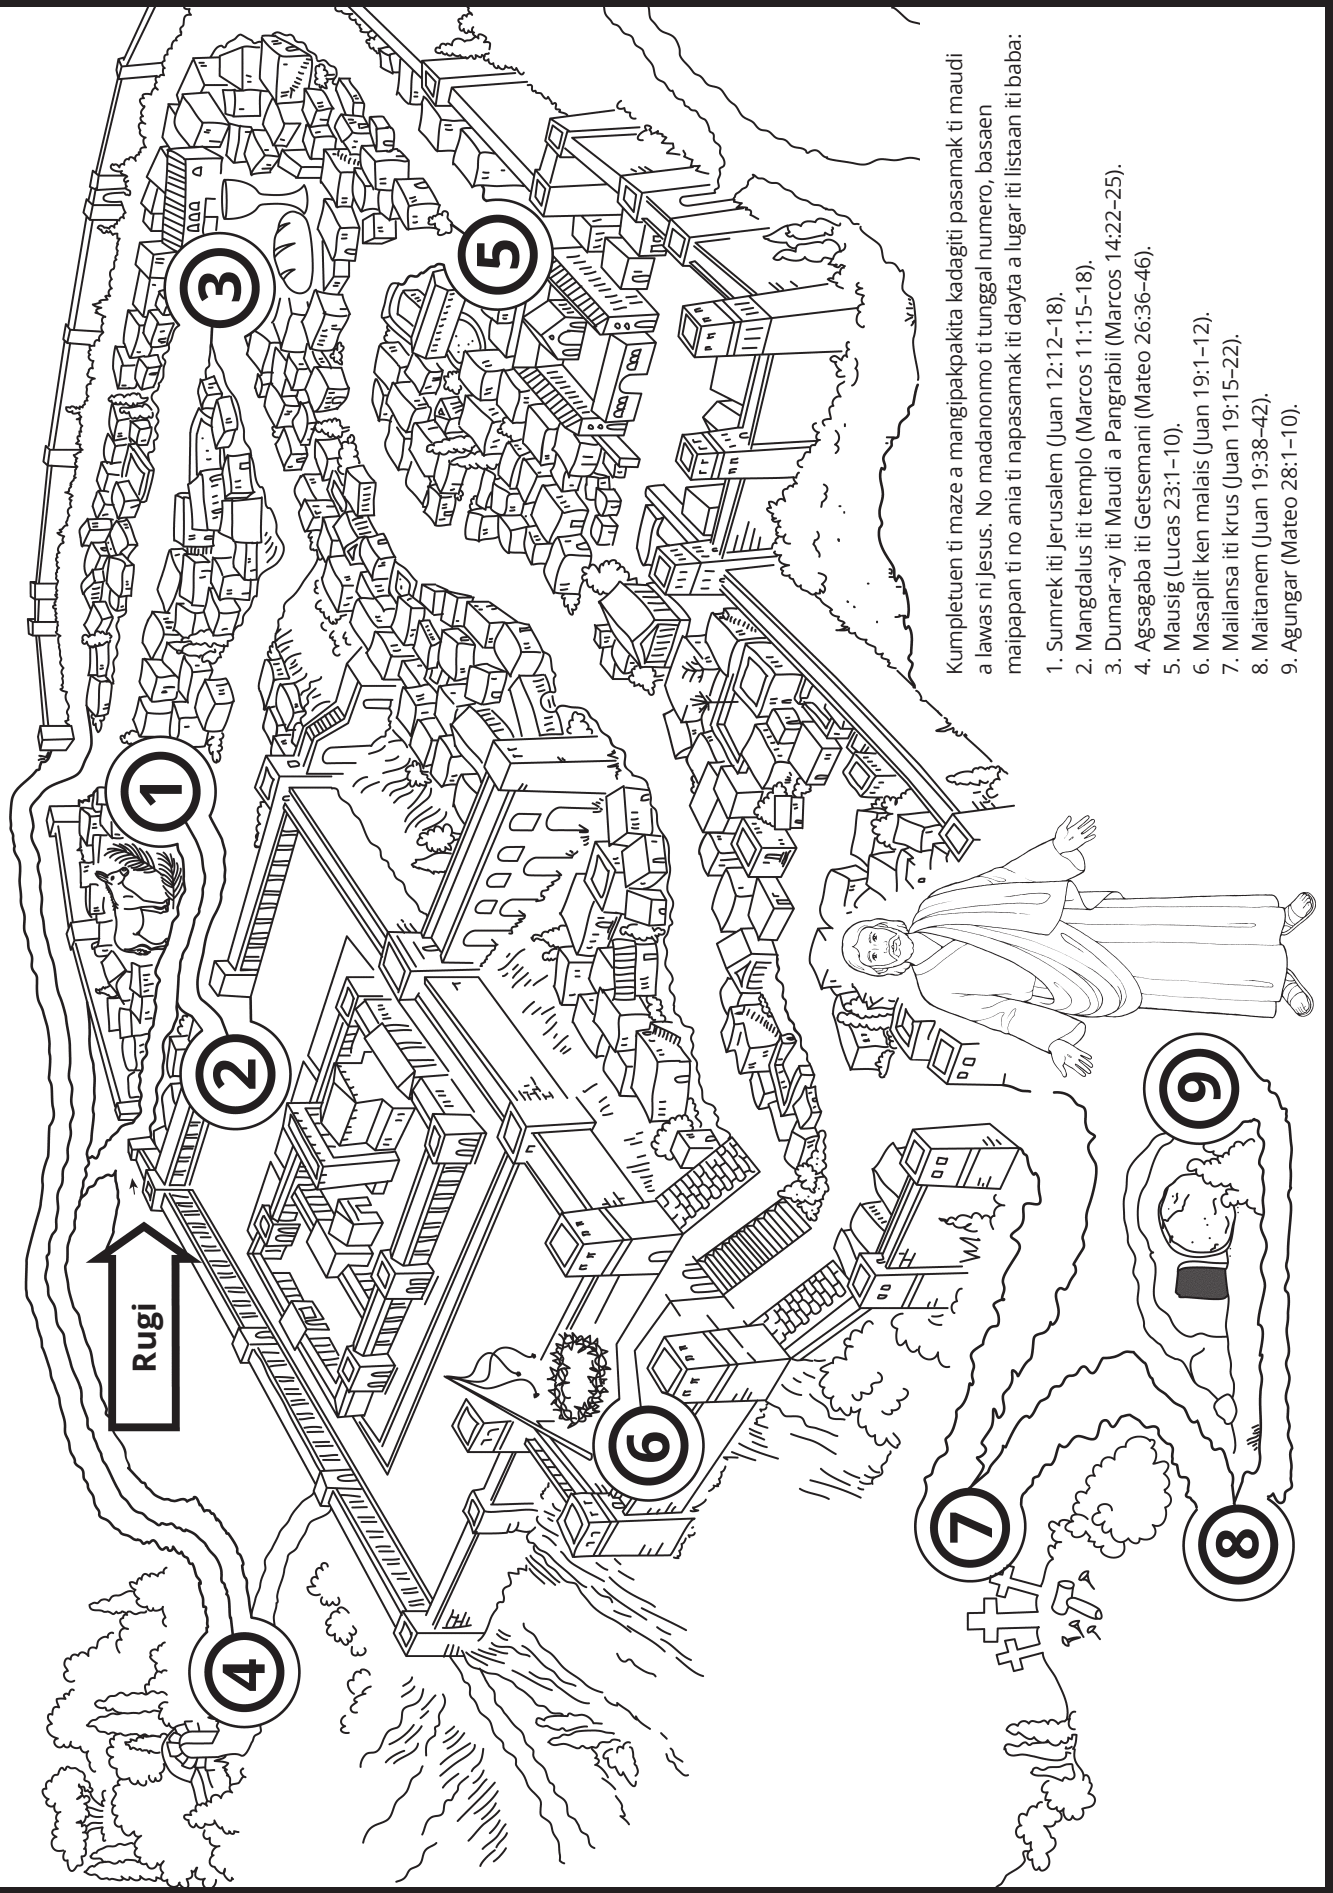 Rugi
1
2
3
4
5
6
7
8
9
Kumpletuen ti maze a mangipakpakita kadagiti pasamak ti maudi
a lawas ni Jesus. No madanonmo ti tunggal numero, basaen
maipapan ti no ania ti napasamak iti dayta a lugar iti listaan iti baba:
1. Sumrek iti Jerusalem (Juan 12:12–18).
2. Mangdalus iti templo (Marcos 11:15–18).
3. Dumar-ay iti Maudi a Pangrabii (Marcos 14:22–25).
4. Agsagaba iti Getsemani (Mateo 26:36–46).
5. Mausig (Lucas 23:1–10).
6. Masaplit ken malais (Juan 19:1–12).
7. Mailansa iti krus (Juan 19:15–22).
8. Maitanem (Juan 19:38–42).
9. Agungar (Mateo 28:1–10).